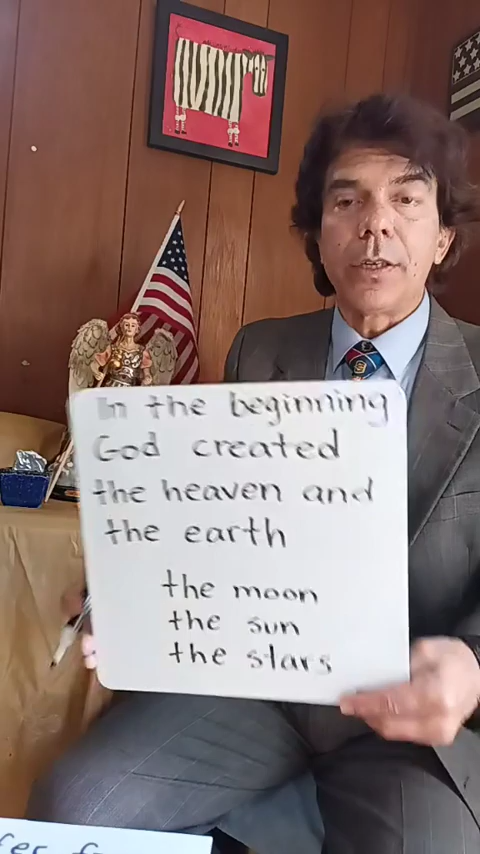 In the beginning
God created
the heaven and
the earth
the moon
the sun
the stars